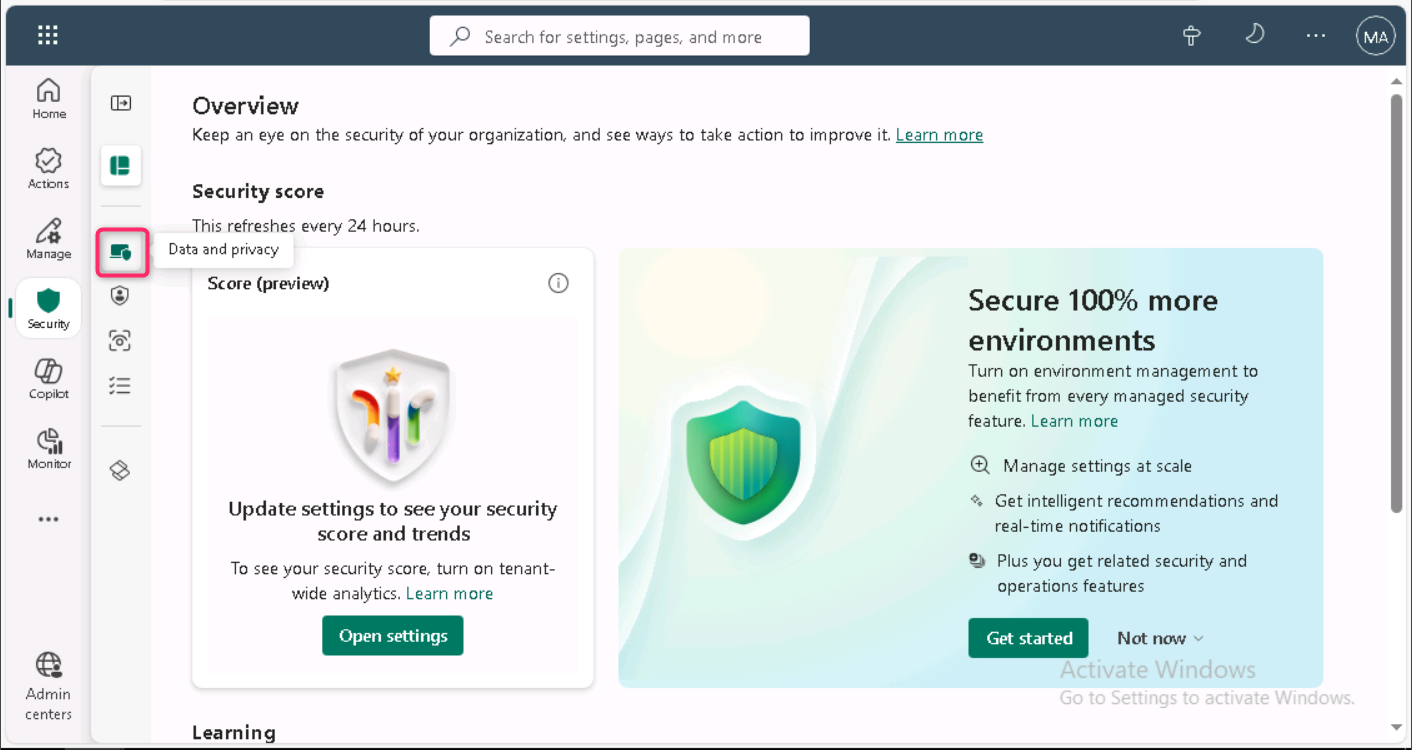 Search for settings, pages, and more
MA
Home
Actions
Manage
Security
Copilot
Monitor
Admin
centers
Data and privacy
Overview
Keep an eye on the security of your organization, and see ways to take action to improve it. Learn more
Security score
This refreshes every 24 hours.
Score (preview)
Update settings to see your security
score and trends
To see your security score, turn on tenant-
wide analytics. Learn more
Open settings
Secure 100% more
environments
Turn on environment management to
benefit from every managed security
feature. Learn more
Manage settings at scale
Get intelligent recommendations and
real-time notifications
Plus you get related security and
operations features
Get started
Not now
Activate Windows
Go to Settings to activate Windows.
Learning